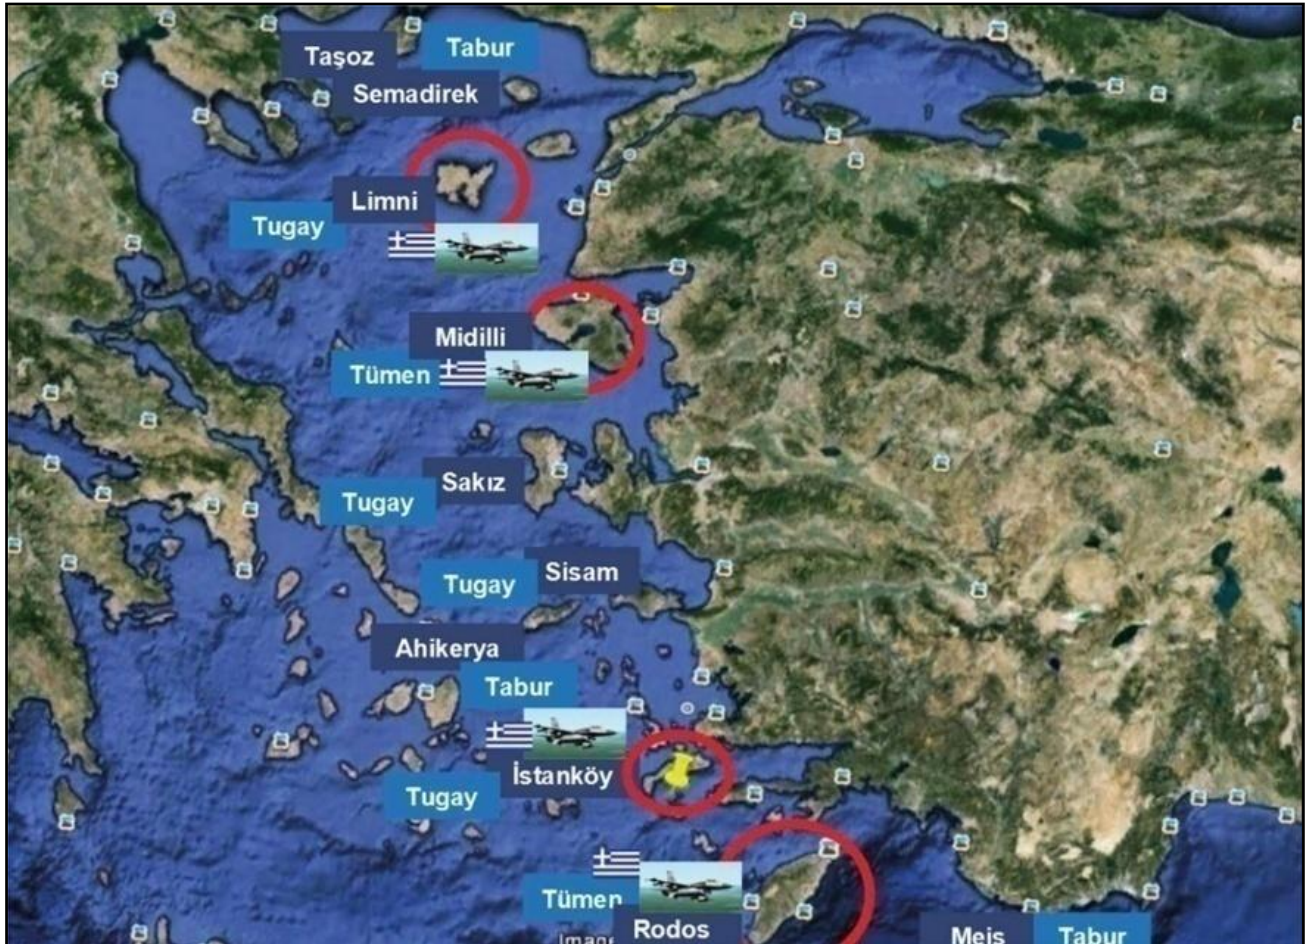 Taşoz
Tabur
Semadirek
Limni
Tugay
Midilli
Tümen
Sakız
Tugay
Sisam
Tugay
Ahikerya
Tabur
İstanköy
Tugay
Tümen
Rodos
Meis
Tabur